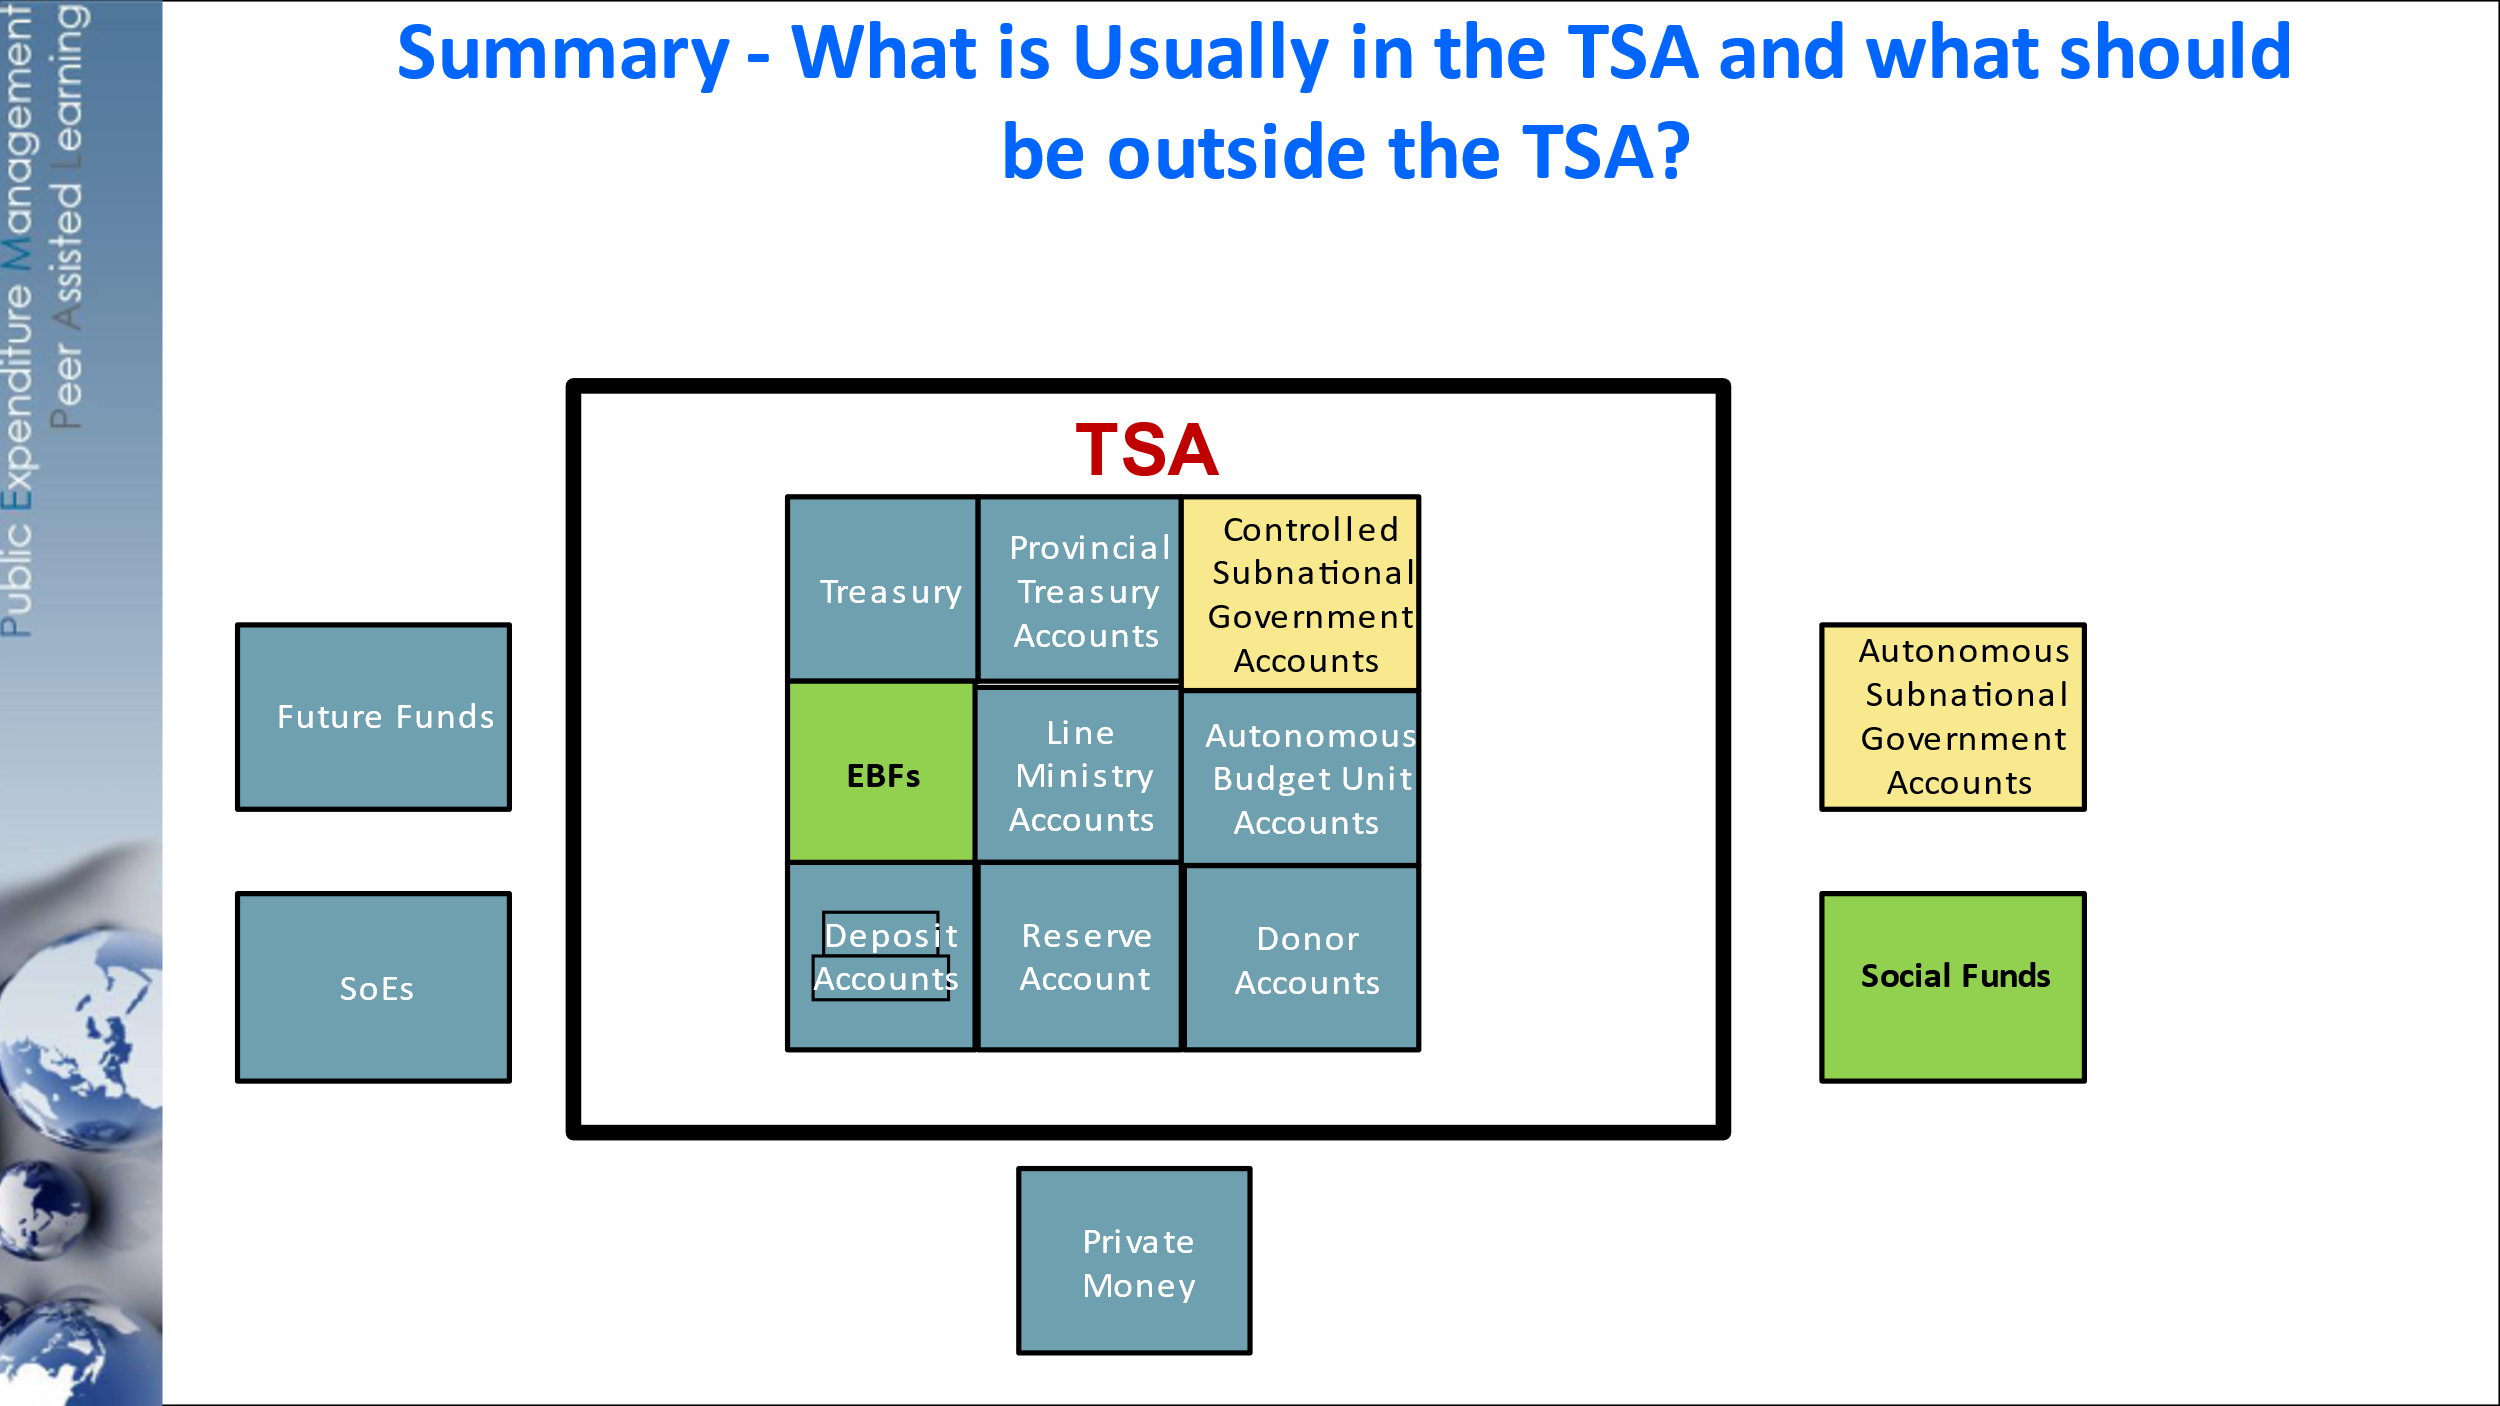 Public Expenditure Management
Peer Assisted Learning
Summary - What is Usually in the TSA and what should
be outside the TSA?
TSA
Treasury
Provincial
Treasury
Accounts
Controlled
Subnational
Government
Accounts
EBFs
Line
Ministry
Accounts
Autonomous
Budget Unit
Accounts
Deposit
Accounts
Reserve
Account
Donor
Accounts
Future Funds
SoEs
Autonomous
Subnational
Government
Accounts
Social Funds
Private
Money